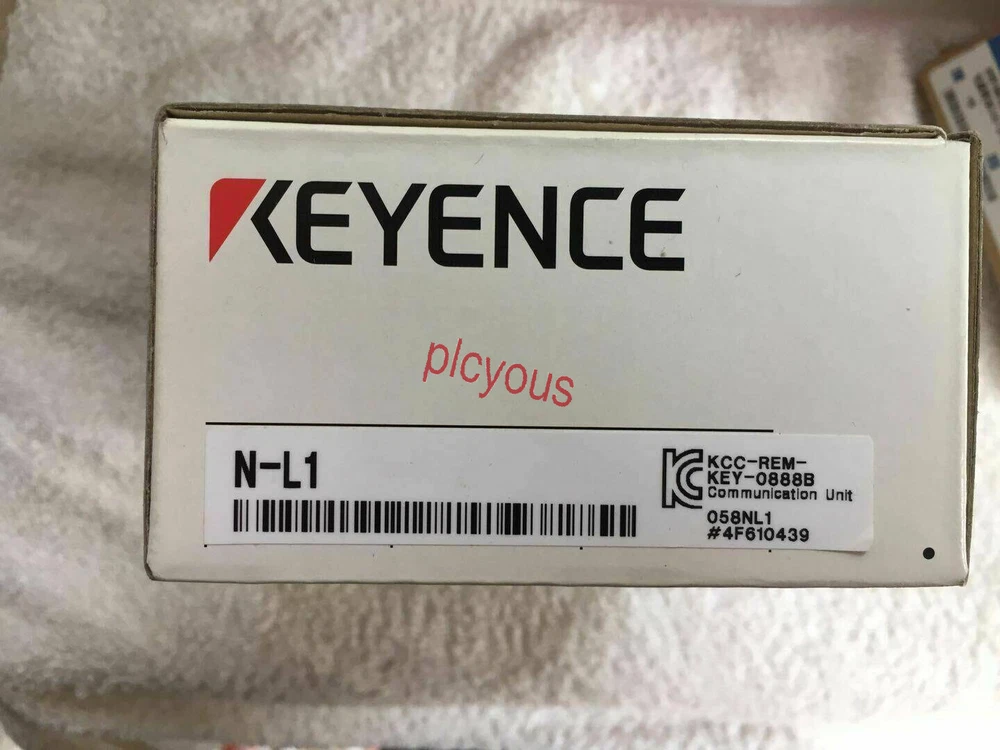 KEYENCE
plcyous
N-L1
KCC-REM-
KEY-0888B
Communication Unit
058NL1
#4F610439